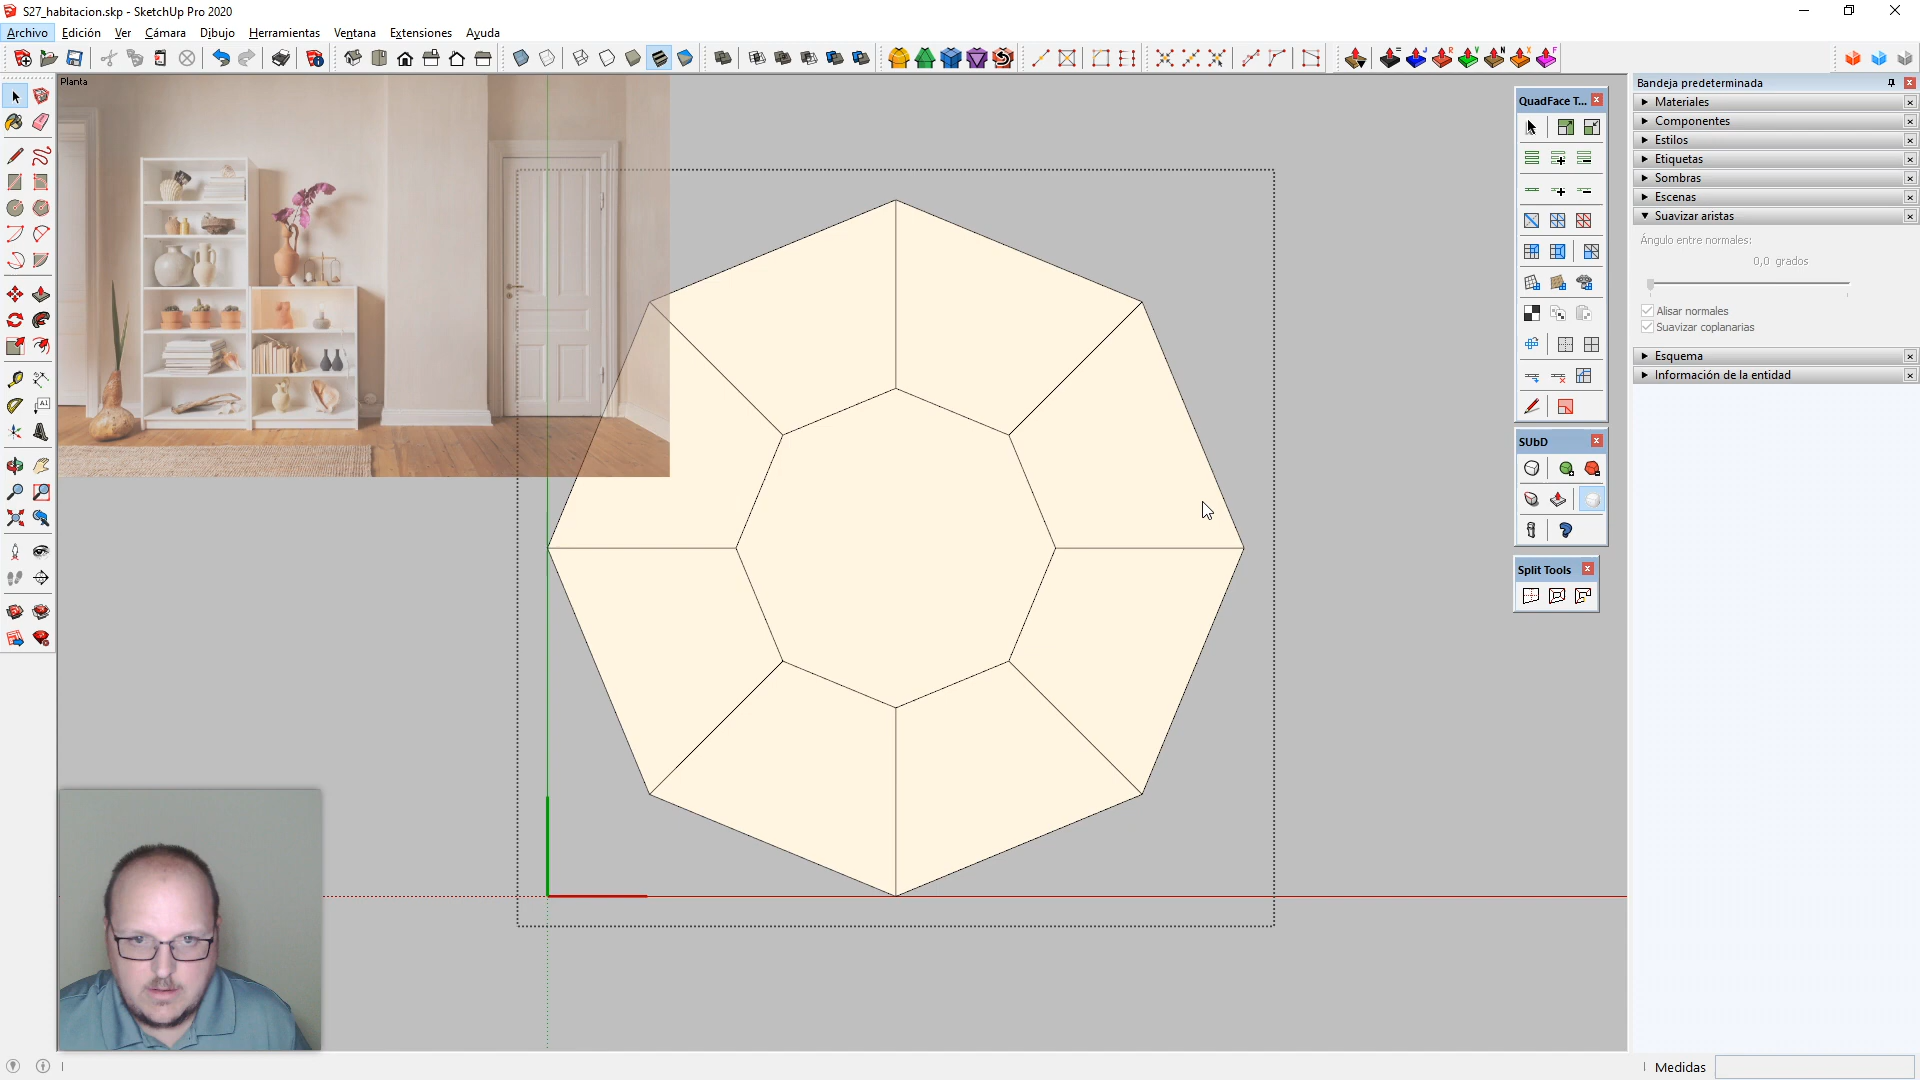 S27_habitacion.skp - SketchUp Pro 2020
Archivo Edición Ver Cámara Dibujo Herramientas Ventana Extensiones Ayuda
Planta
QuadFace T...
SUbD
Split Tools
Bandeja predeterminada
Materiales
Componentes
Estilos
Etiquetas
Sombras
Escenas
Suavizar aristas
Ángulo entre normales:
0,0 grados
Alisar normales
Suavizar coplanarias
Esquema
Información de la entidad
Medidas